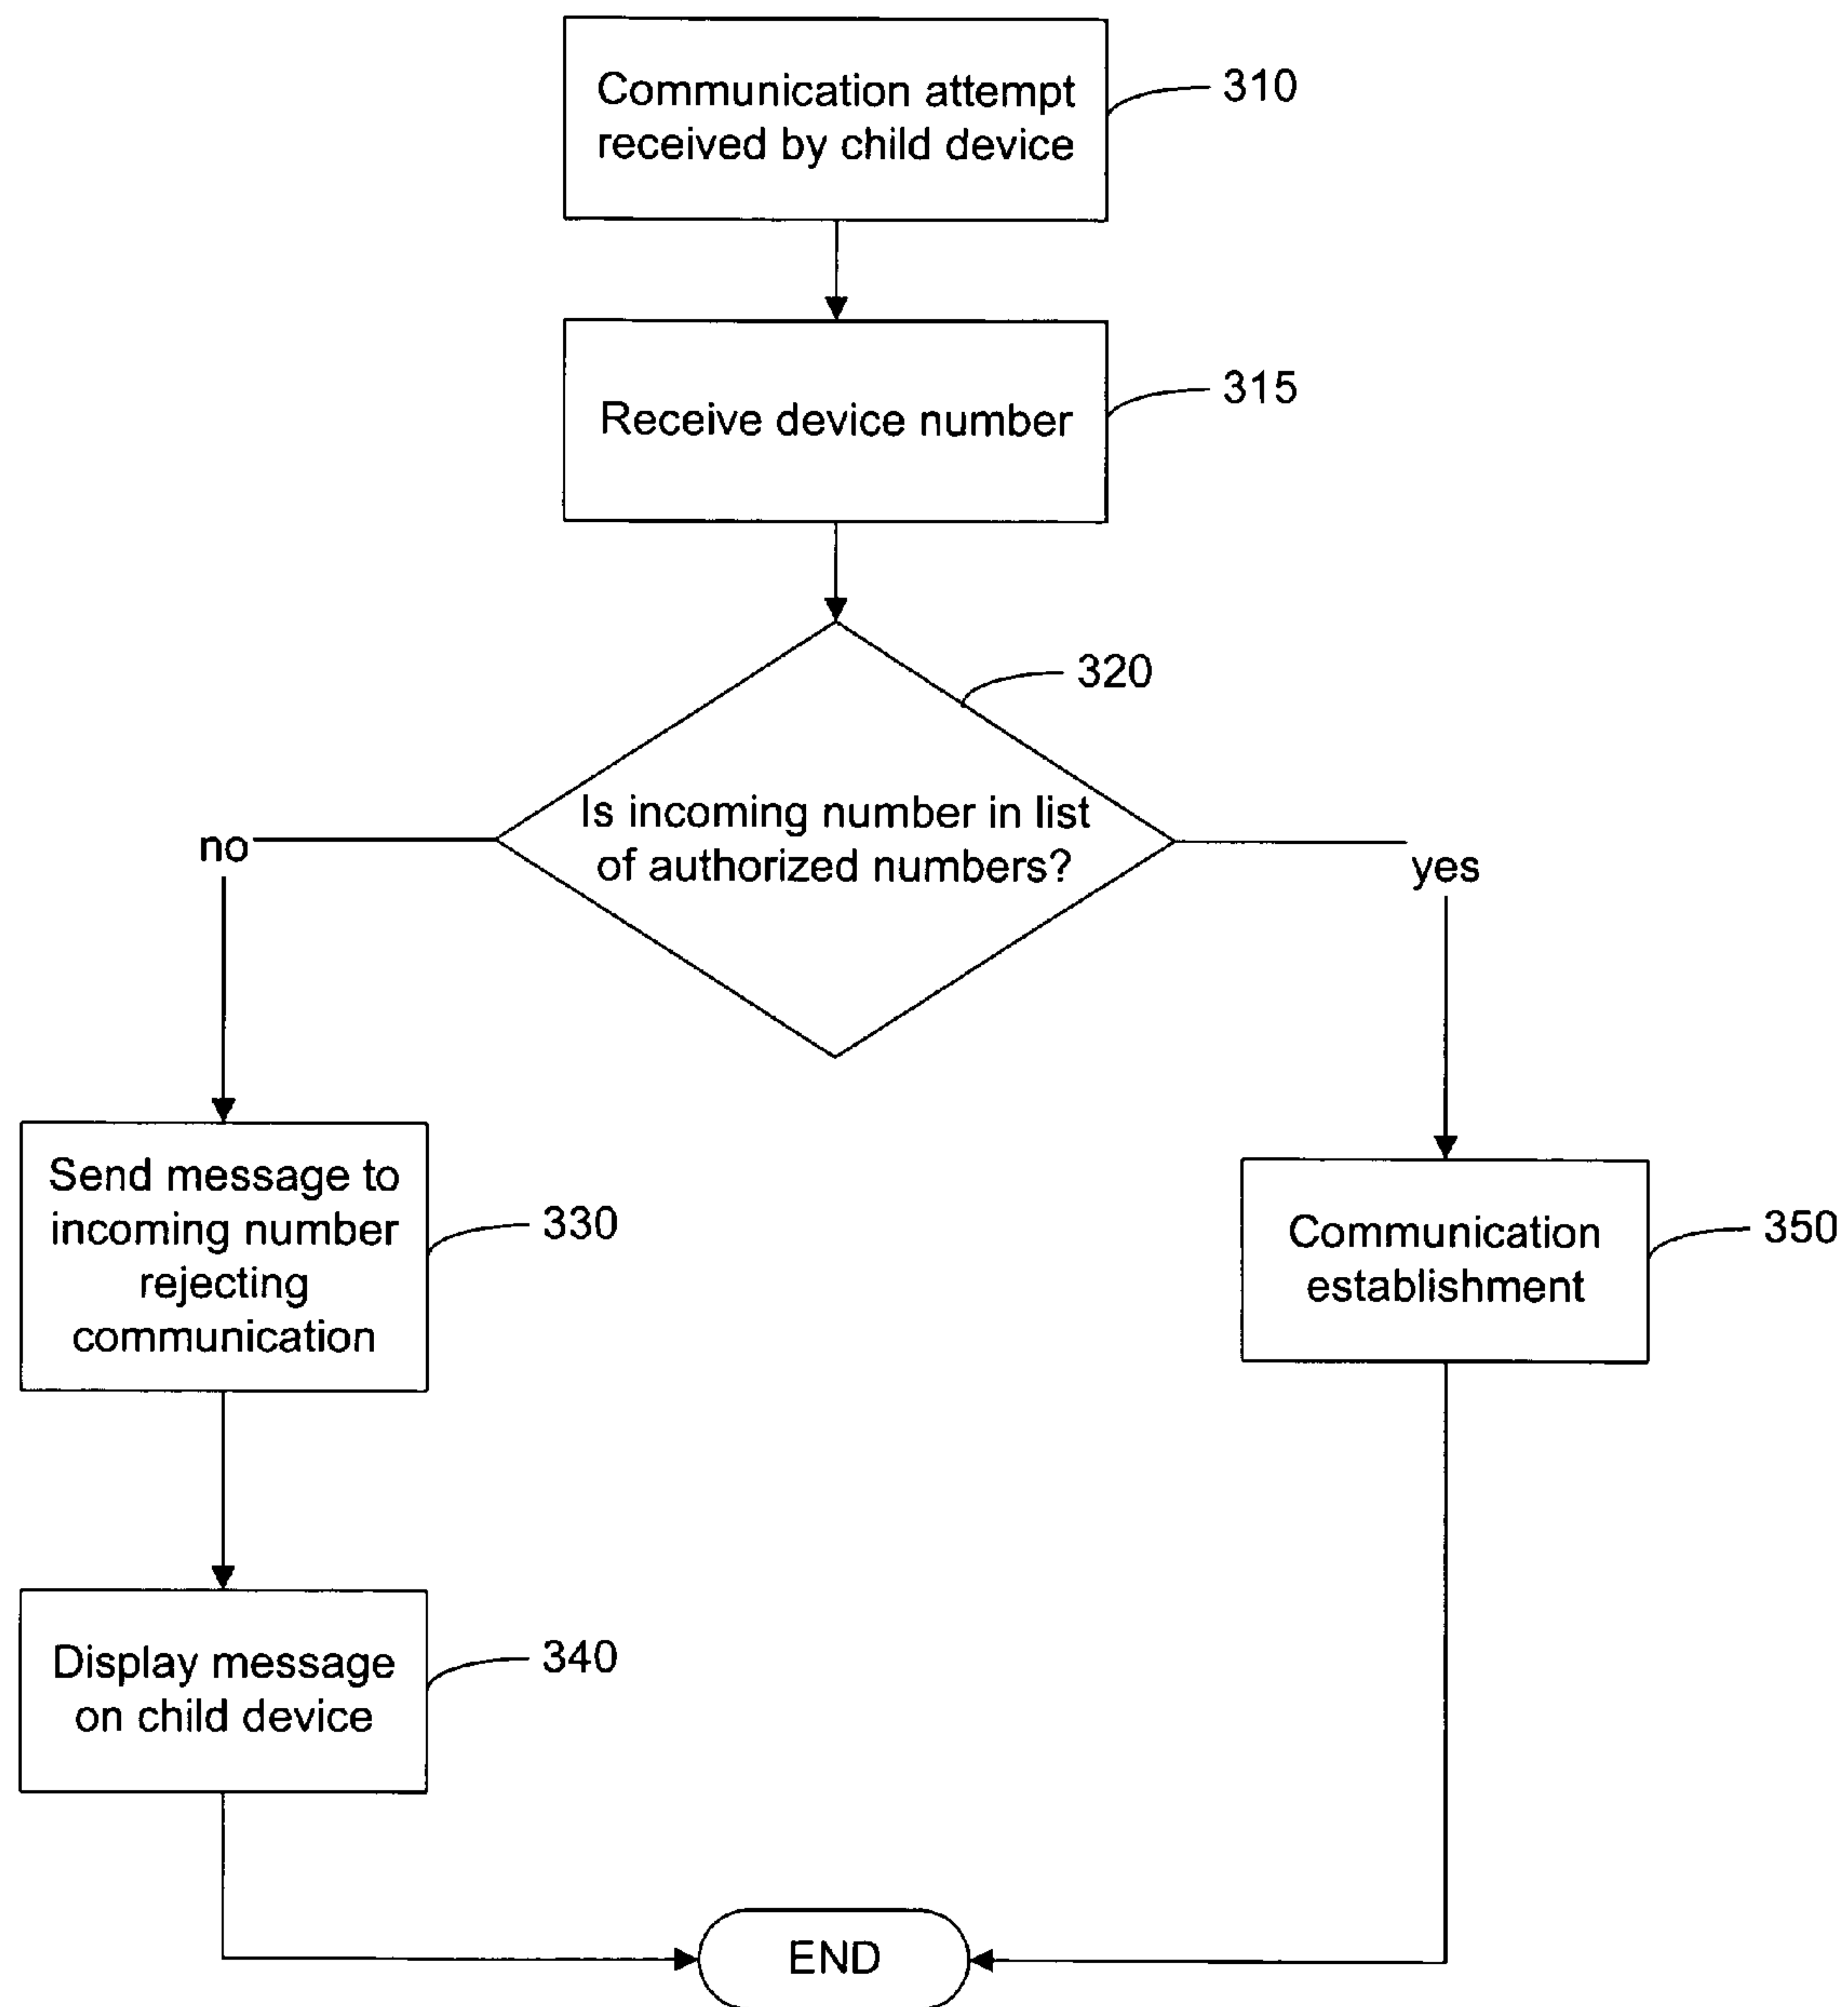 Communication attempt
received by child device
310
Receive device number
315
320
Is incoming number in list
of authorized numbers?
no
yes
Send message to
incoming number
rejecting
communication
330
Communication
establishment
350
Display message
on child device
340
END